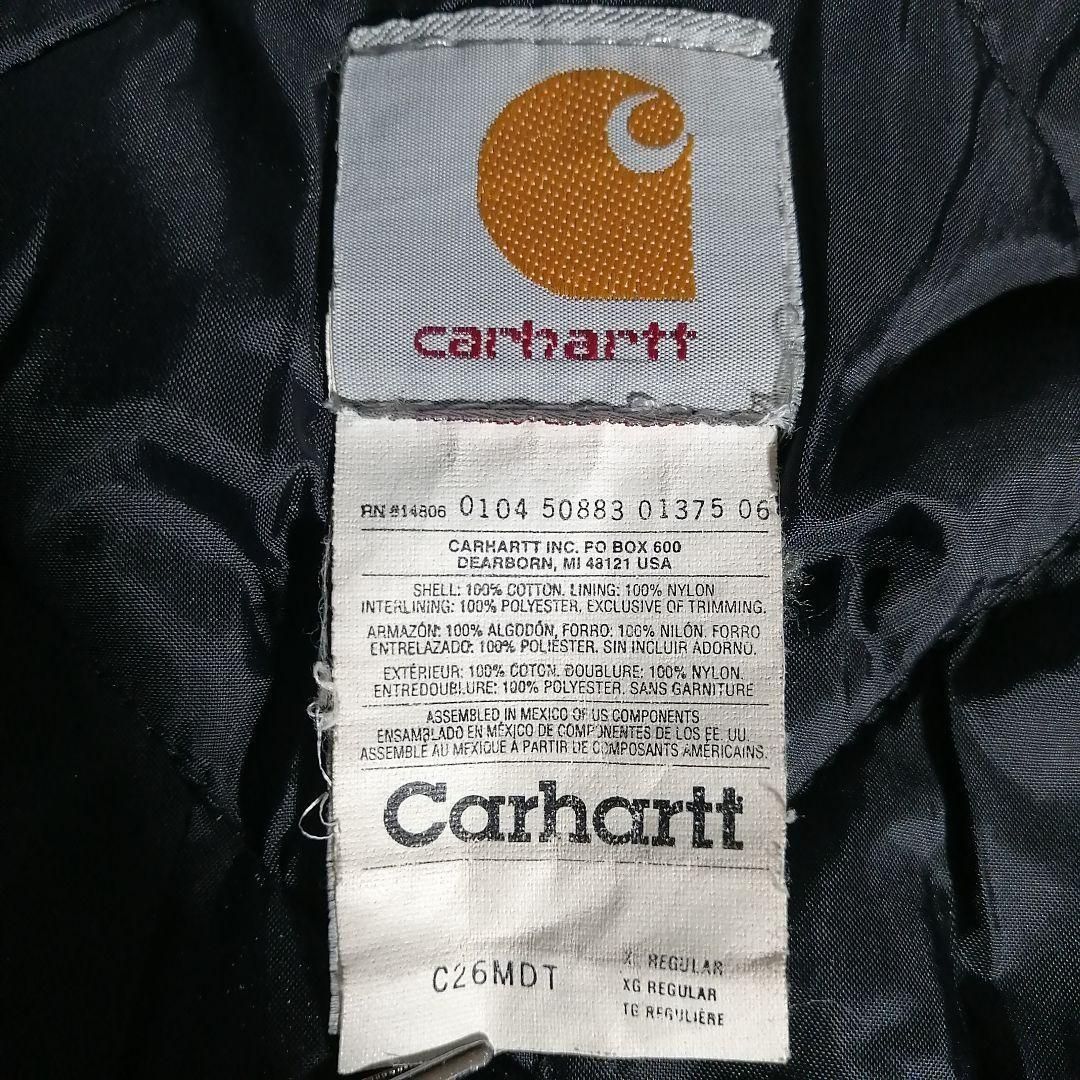 carhartt
RN #14806 0104 50883 01375 06
CARHARTT INC. PO BOX 600
DEARBORN, MI 48121 USA
SHELL: 100% COTTON. LINING: 100% NYLON
INTERLINING: 100% POLYESTER, EXCLUSIVE OF TRIMMING.
ARMAZÓN: 100% ALGODÓN, FORRO: 100% NILÓN. FORRO
ENTRELAZADO: 100% POLIÉSTER. SIN INCLUIR ADORNO.
EXTÉRIEUR: 100% COTON. DOUBLURE: 100% NYLON.
ENTREDOUBLURE: 100% POLYESTER. SANS GARNITURE
ASSEMBLED IN MEXICO OF US COMPONENTS
ENSAMBLADO EN MÉXICO DE COMPONENTES DE LOS EE. UU.
ASSEMBLE AU MEXIQUE À PARTIR DE COMPOSANTS AMÉRICAINS.
Carhartt
C26MDT
XL REGULAR
XG REGULAR
TG REGULIÈRE